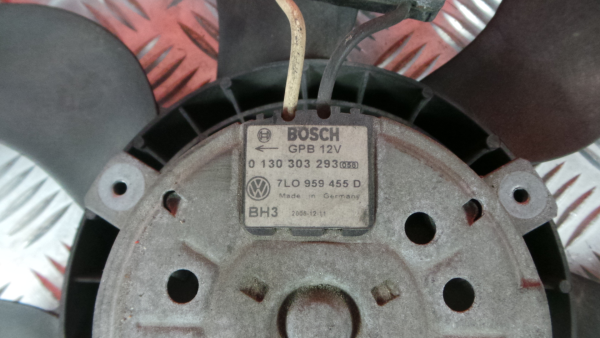 BOSCH
GPB 12V
0 130 303 293
7L0 959 455 D
Made in Germany
BH3